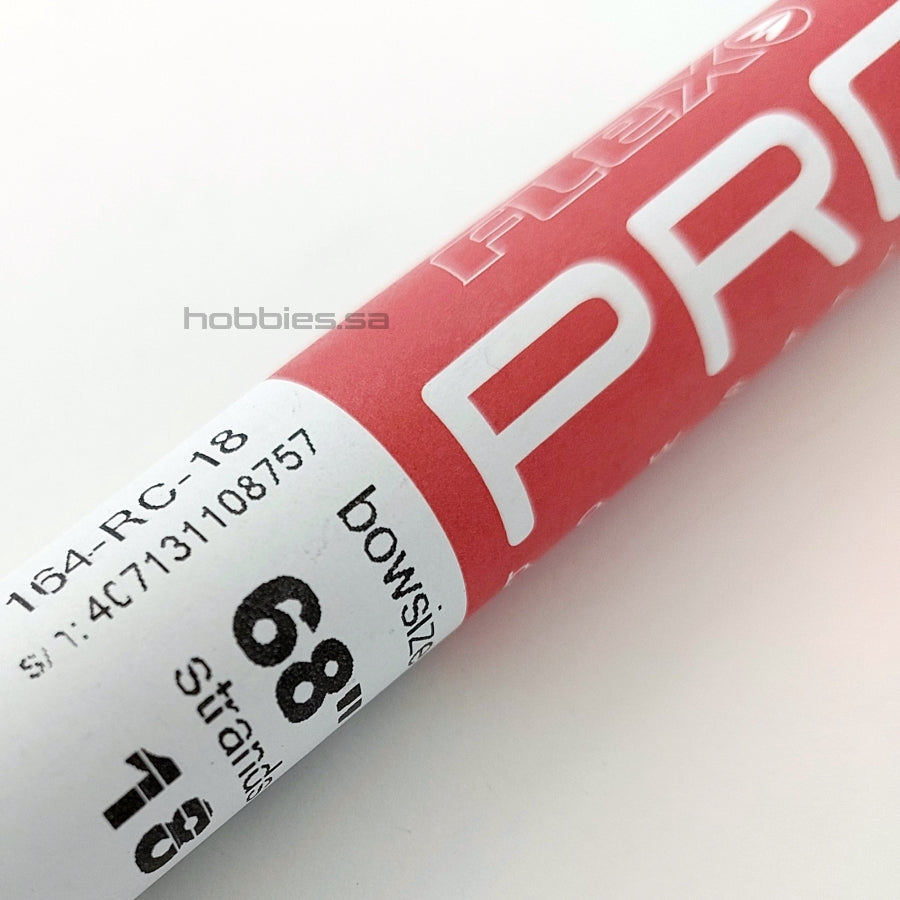 FLEX
PRO
hobbies.sa
164-RC-18
s/n:4C7131108757
bowsize
68"
strands
18